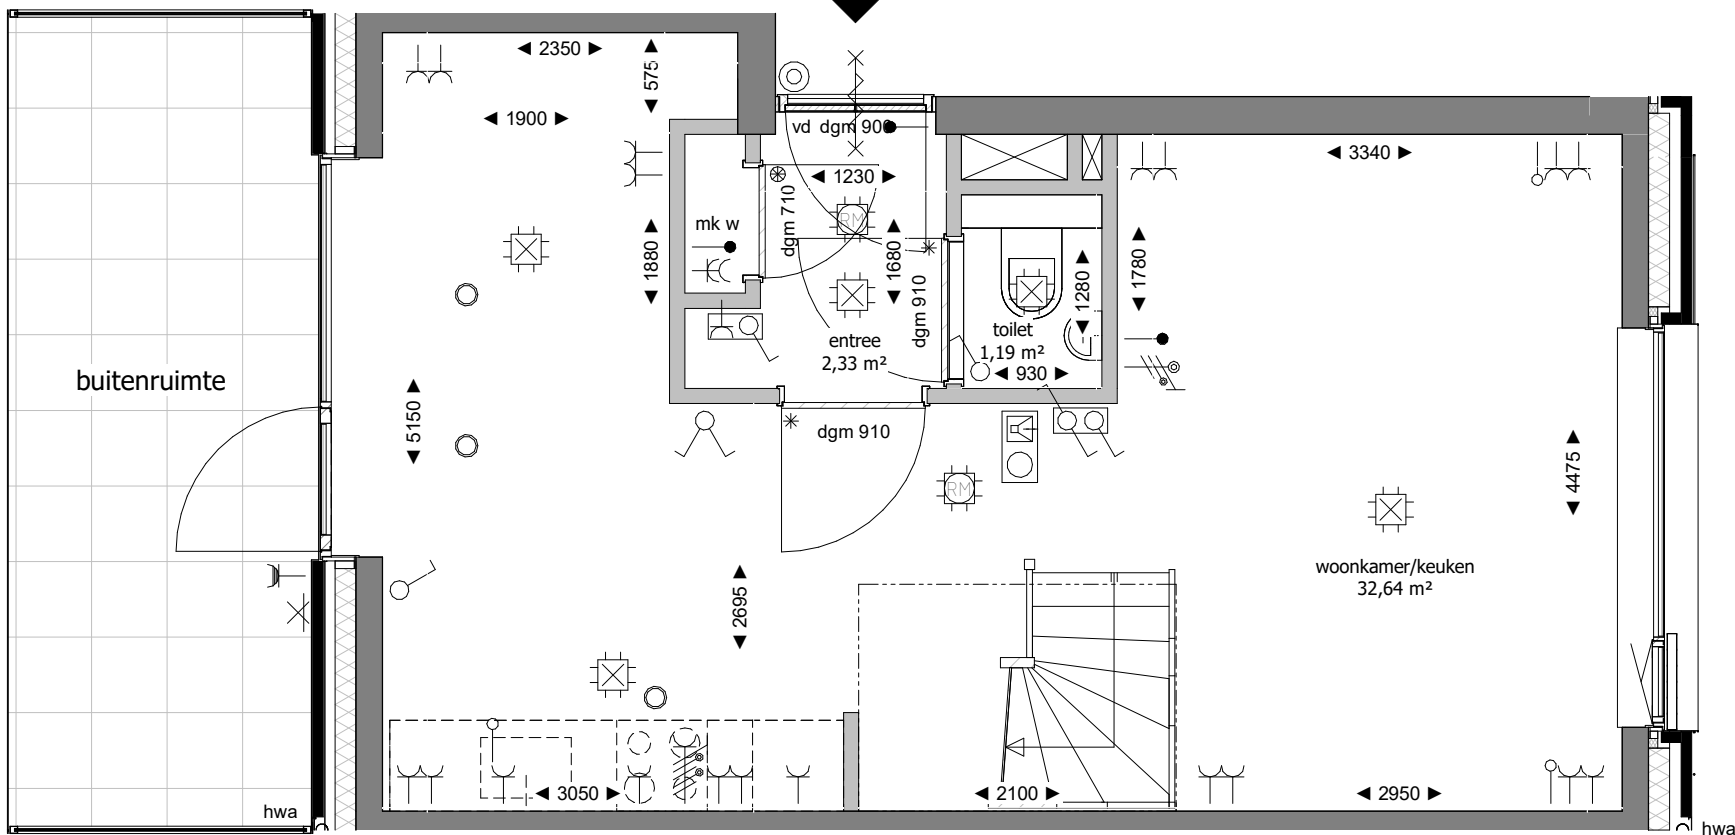 2350
575
1900
vd dgm 900
3340
1230
dgm 710
RM
mk w
1880
1680
dgm 910
1280
1780
toilet
1,19 m²
entree
2,33 m²
930
buitenruimte
5150
dgm 910
4475
RM
woonkamer/keuken
32,64 m²
2695
3050
2100
2950
hwa
hwa